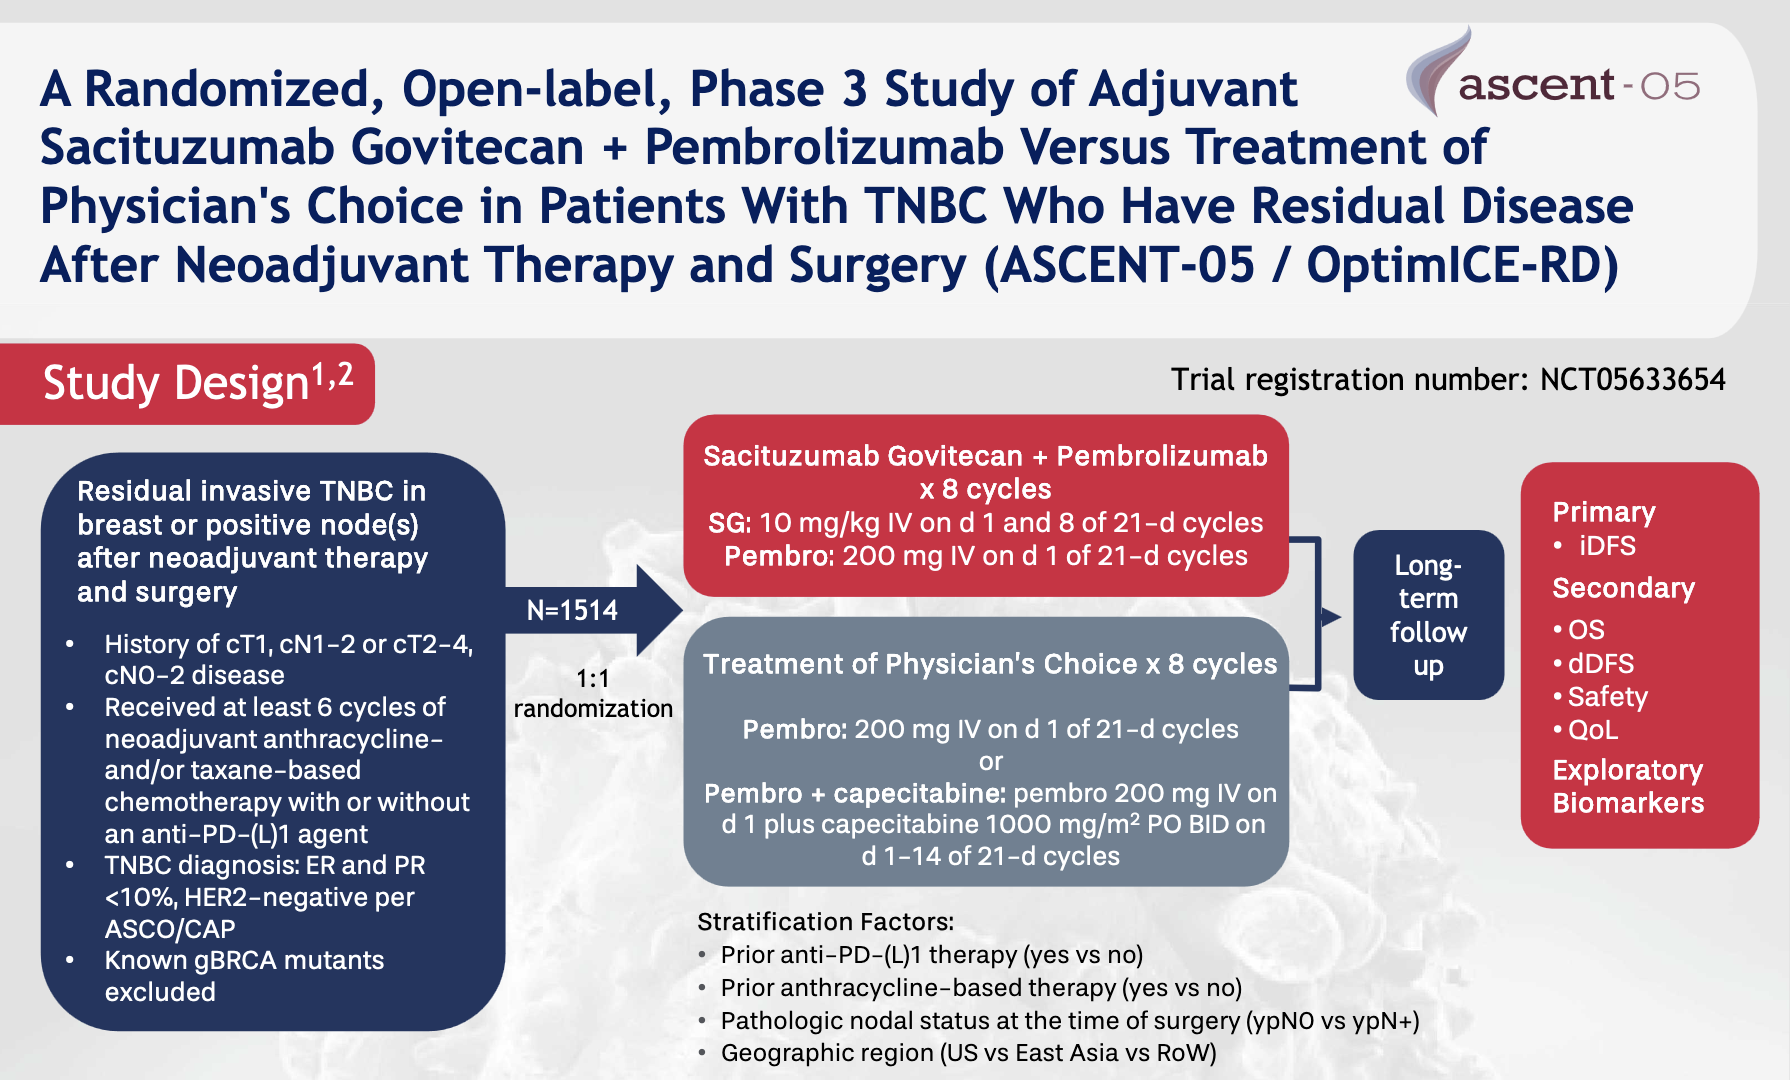 A Randomized, Open-label, Phase 3 Study of Adjuvant
Sacituzumab Govitecan + Pembrolizumab Versus Treatment of
Physician's Choice in Patients With TNBC Who Have Residual Disease
After Neoadjuvant Therapy and Surgery (ASCENT-05 / OptimICE-RD)
ascent-05
Study Design1,2
Trial registration number: NCT05633654
Residual invasive TNBC in
breast or positive node(s)
after neoadjuvant therapy
and surgery
• History of cT1, cN1-2 or cT2-4,
cN0-2 disease
• Received at least 6 cycles of
neoadjuvant anthracycline-
and/or taxane-based
chemotherapy with or without
an anti-PD-(L)1 agent
• TNBC diagnosis: ER and PR
<10%, HER2-negative per
ASCO/CAP
• Known gBRCA mutants
excluded
N=1514
1:1
randomization
Sacituzumab Govitecan + Pembrolizumab
x 8 cycles
SG: 10 mg/kg IV on d 1 and 8 of 21-d cycles
Pembro: 200 mg IV on d 1 of 21-d cycles
Treatment of Physician's Choice x 8 cycles
Pembro: 200 mg IV on d 1 of 21-d cycles
or
Pembro + capecitabine: pembro 200 mg IV on
d 1 plus capecitabine 1000 mg/m² PO BID on
d 1-14 of 21-d cycles
Stratification Factors:
• Prior anti-PD-(L)1 therapy (yes vs no)
• Prior anthracycline-based therapy (yes vs no)
• Pathologic nodal status at the time of surgery (ypN0 vs ypN+)
• Geographic region (US vs East Asia vs RoW)
Long-
term
follow
up
Primary
• iDFS
Secondary
• OS
• dDFS
• Safety
• QoL
Exploratory
Biomarkers